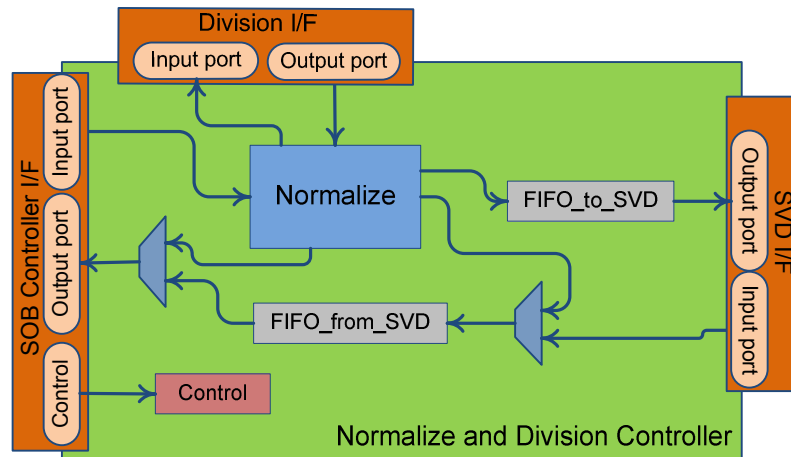 Division I/F
Input port
Output port
SOB Controller I/F
Input port
Output port
Control
Normalize
FIFO_to_SVD
FIFO_from_SVD
SVD I/F
Output port
Input port
Control
Normalize and Division Controller